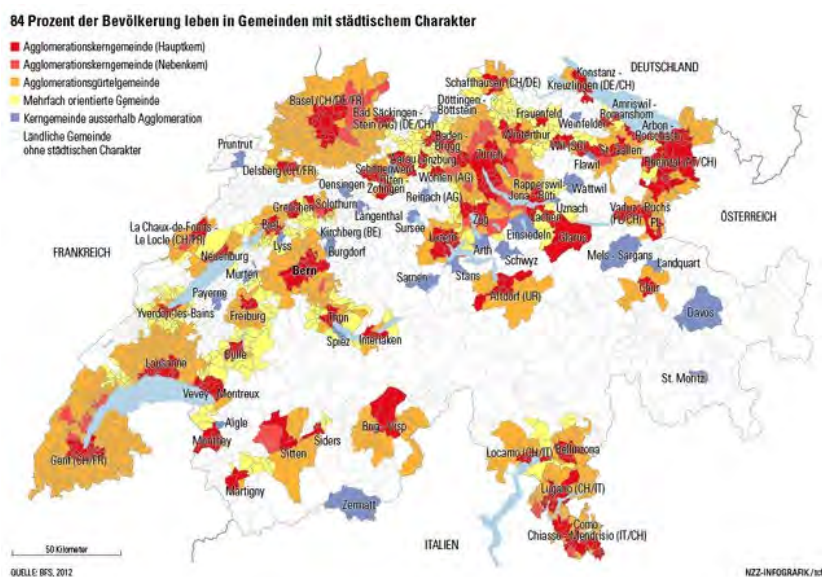 84 Prozent der Bevölkerung leben in Gemeinden mit städtischem Charakter
Agglomerationskerngemeinde (Hauptkern)
Agglomerationskerngemeinde (Nebenkern)
Agglomerationsgürtelgemeinde
Mehrfach orientierte Gemeinde
Kerngemeinde ausserhalb Agglomeration
Ländliche Gemeinde
ohne städtischen Charakter
DEUTSCHLAND
Konstanz -
Kreuzlingen (DE/CH)
Schaffhausen (CH/DE)
Basel (CH/DE/FR)
Bad Säckingen -
Stein (AG) (DE/CH)
Döttingen -
Böttstein
Frauenfeld
Amriswil -
Romanshorn
Weinfelden
Arbon -
Rorschach
Baden -
Brugg
Winterthur
Wil (SG)
St. Gallen
Rheintal (AT/CH)
Pruntrut
Delsberg (CH/FR)
Zürich
Flawil
Olten -
Zofingen
Wohlen (AG)
Oensingen
Reinach (AG)
Rapperswil -
Jona - Rüti
Wattwil
Grenchen
Solothurn
Langenthal
Uznach
Lachen
Vaduz - Buchs
(FL/CH)
La Chaux-de-Fonds -
Le Locle (CH/FR)
Biel
Lyss
Kirchberg (BE)
Sursee
Zug
Einsiedeln
Glarus
ÖSTERREICH
FRANKREICH
Neuenburg
Burgdorf
Luzern
Arth
Schwyz
Mels - Sargans
Murten
Bern
Sarnen
Stans
Landquart
Payerne
Yverdon-les-Bains
Freiburg
Thun
Altdorf (UR)
Chur
Davos
Spiez
Interlaken
Lausanne
Bulle
St. Moritz
Vevey - Montreux
Aigle
Genf (CH/FR)
Monthey
Sitten
Siders
Brig - Visp
Locarno (CH/IT)
Bellinzona
Martigny
Lugano (CH/IT)
Zermatt
Como -
Chiasso - Mendrisio (IT/CH)
ITALIEN
50 Kilometer
QUELLE: BFS, 2012
NZZ-INFOGRAFIK/tcf